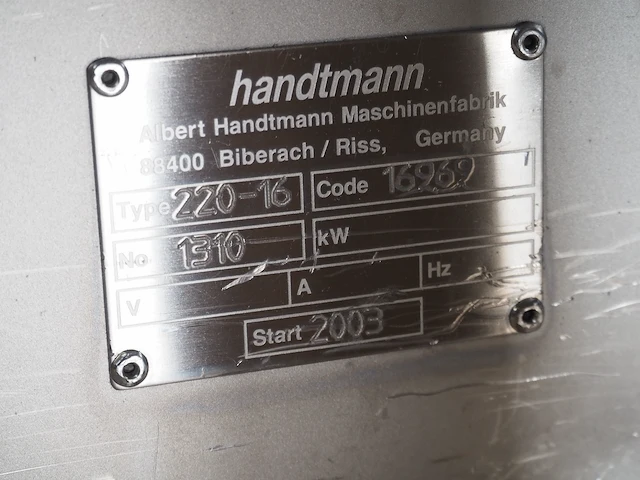 handtmann
Albert Handtmann Maschinenfabrik
88400 Biberach / Riss, Germany
Type 220-16 Code 16969
No. 1310 kW
V A Hz
Start 2003